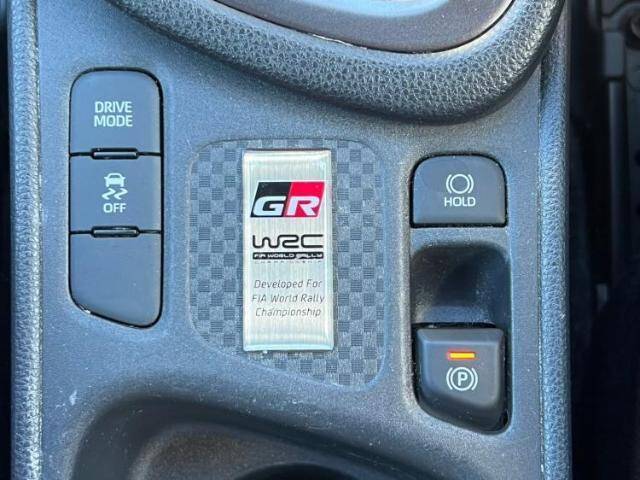 DRIVE
MODE
OFF
GR
WRC
FIA WORLD RALLY
CHAMPIONSHIP
Developed For
FIA World Rally
Championship
HOLD
P